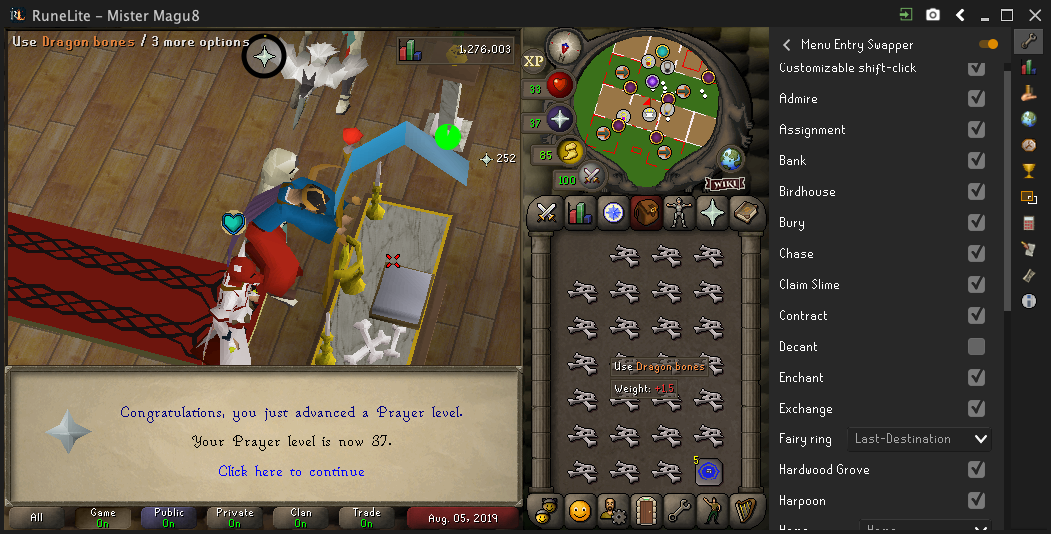 RuneLite - Mister Magu8
Use Dragon bones / 3 more options
1,276,003
252
XP
33
37
85
100
WIKI
Use Dragon bones
Weight: +1.5
5
Congratulations, you just advanced a Prayer level.
Your Prayer level is now 37.
Click here to continue
All
Game
On
Public
On
Private
On
Clan
On
Trade
On
Aug. 05, 2019
Menu Entry Swapper
Customizable shift-click
Admire
Assignment
Bank
Birdhouse
Bury
Chase
Claim Slime
Contract
Decant
Enchant
Exchange
Fairy ring
Last-Destination
Hardwood Grove
Harpoon